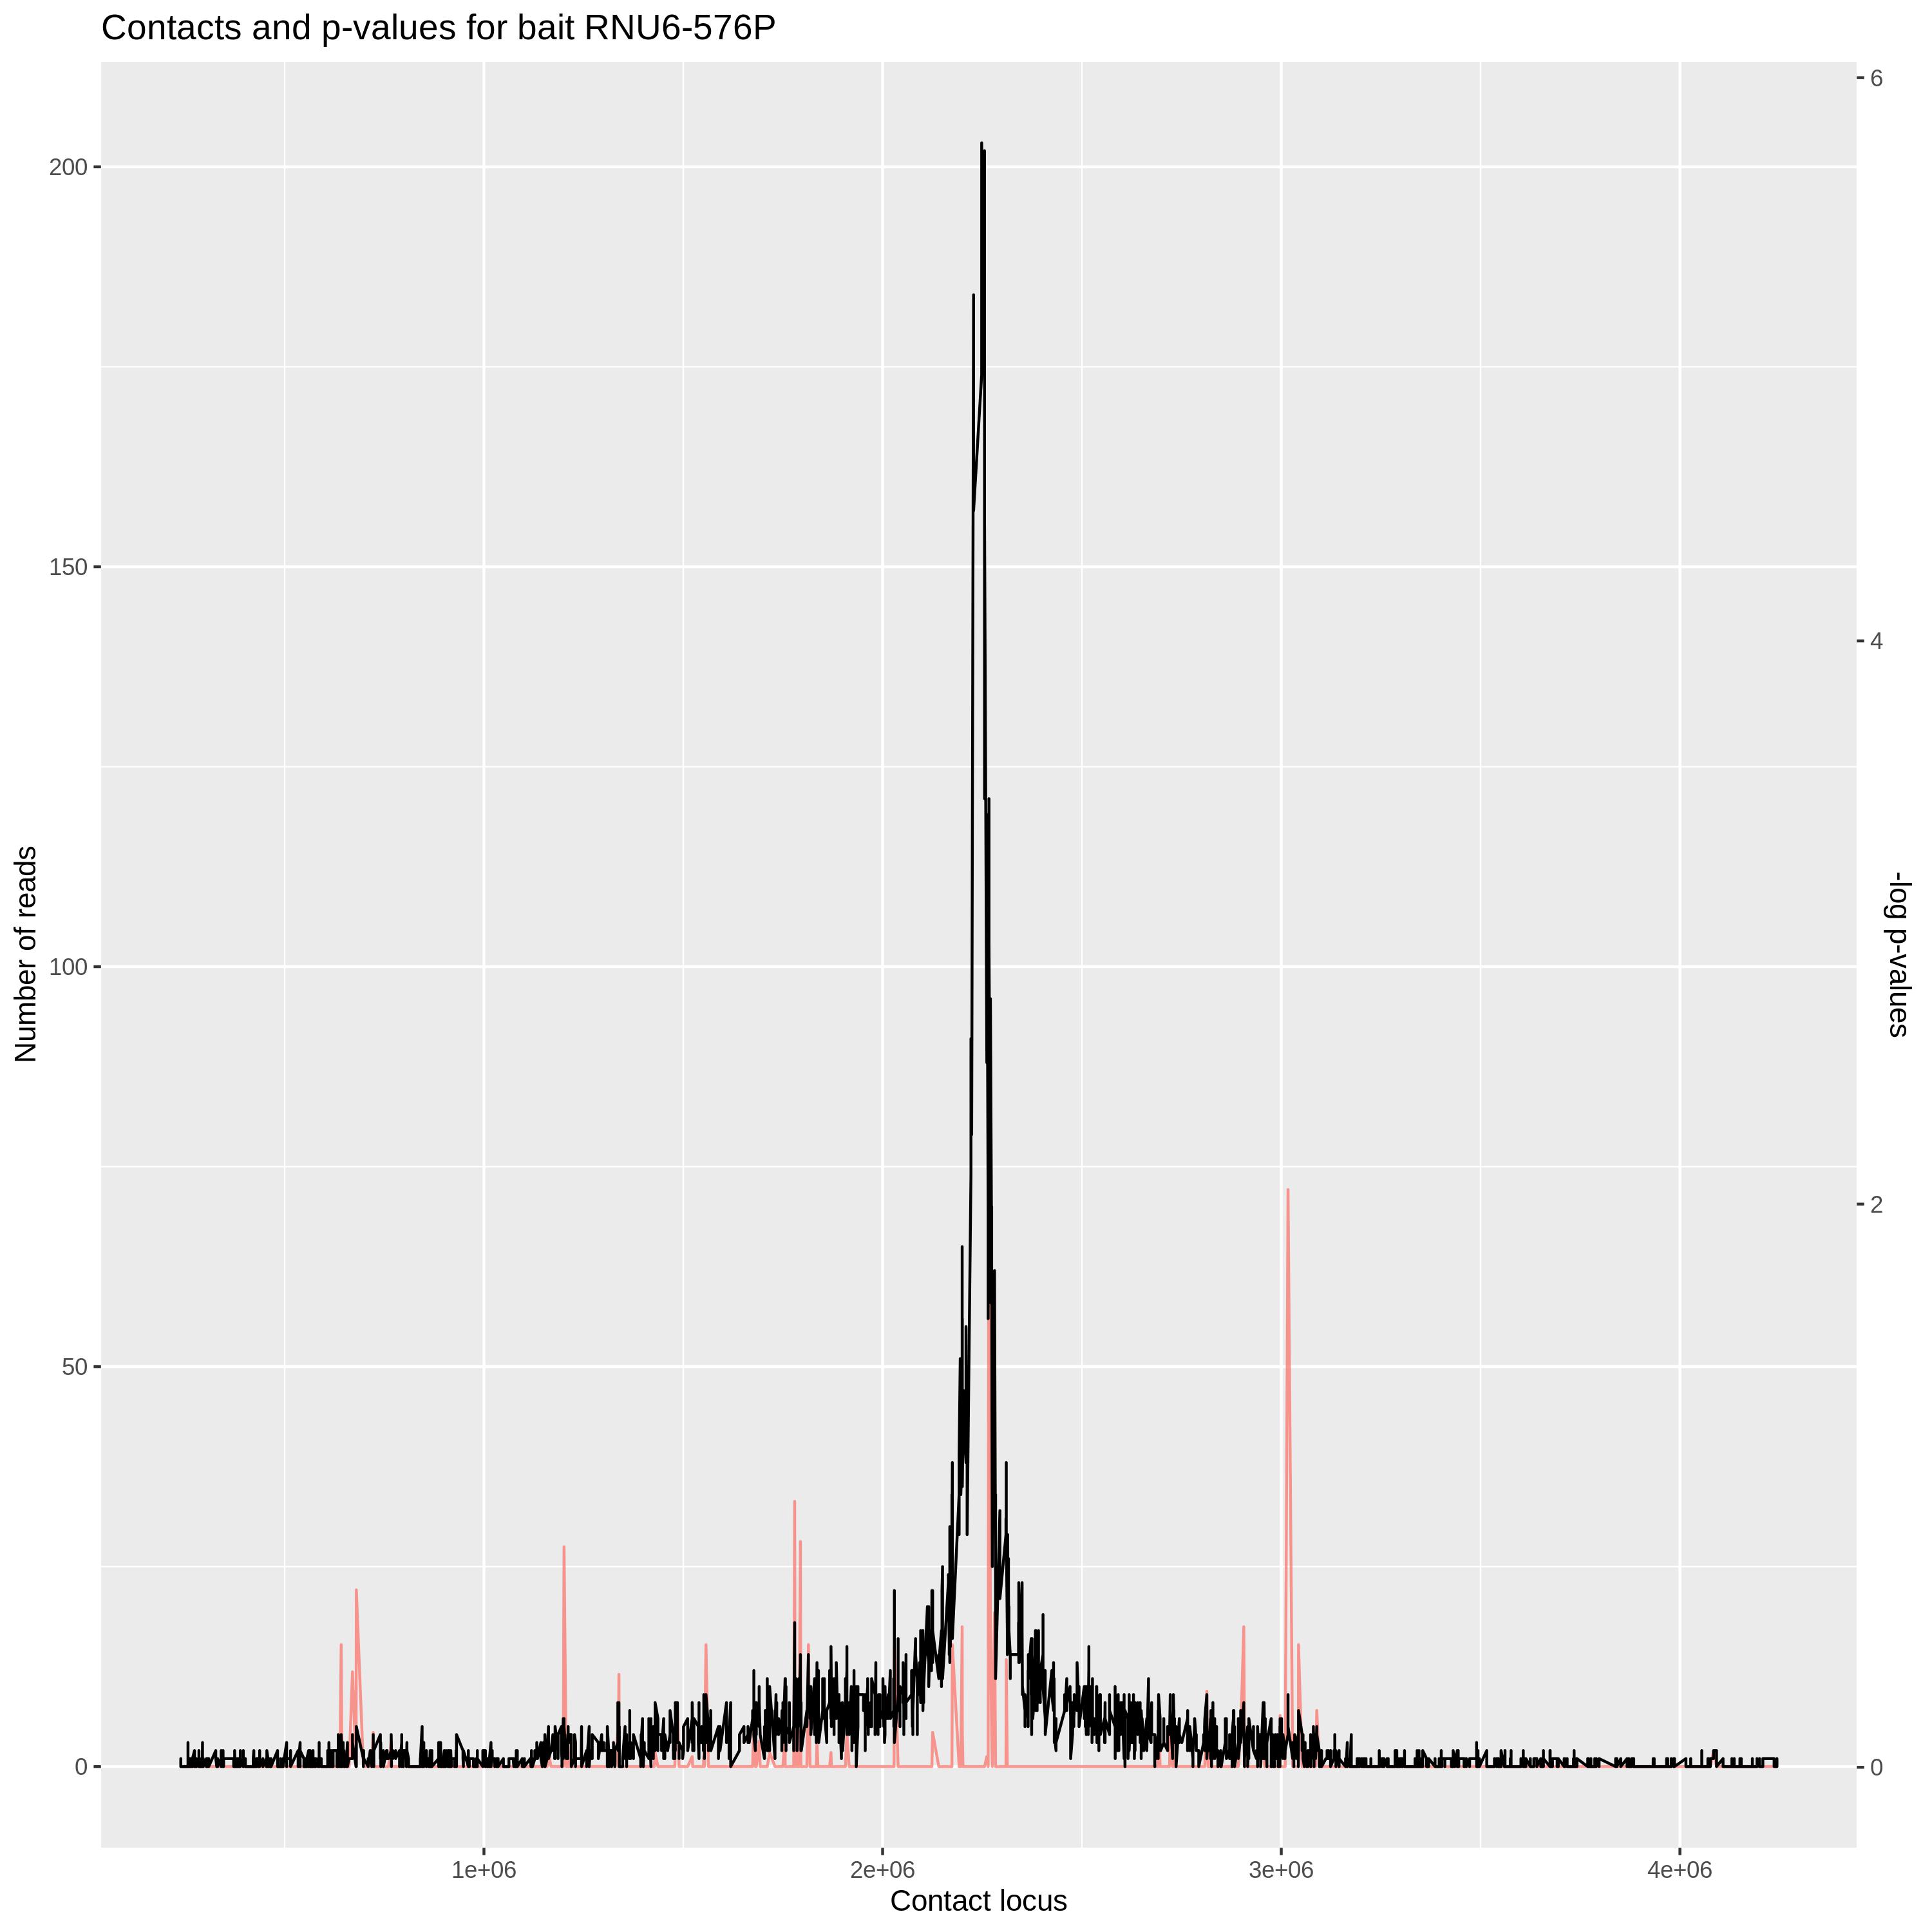 Contacts and p-values for bait RNU6-576P
200
150
100
50
0
Number of reads
6
4
2
0
-log p-values
1e+06
2e+06
3e+06
4e+06
Contact locus